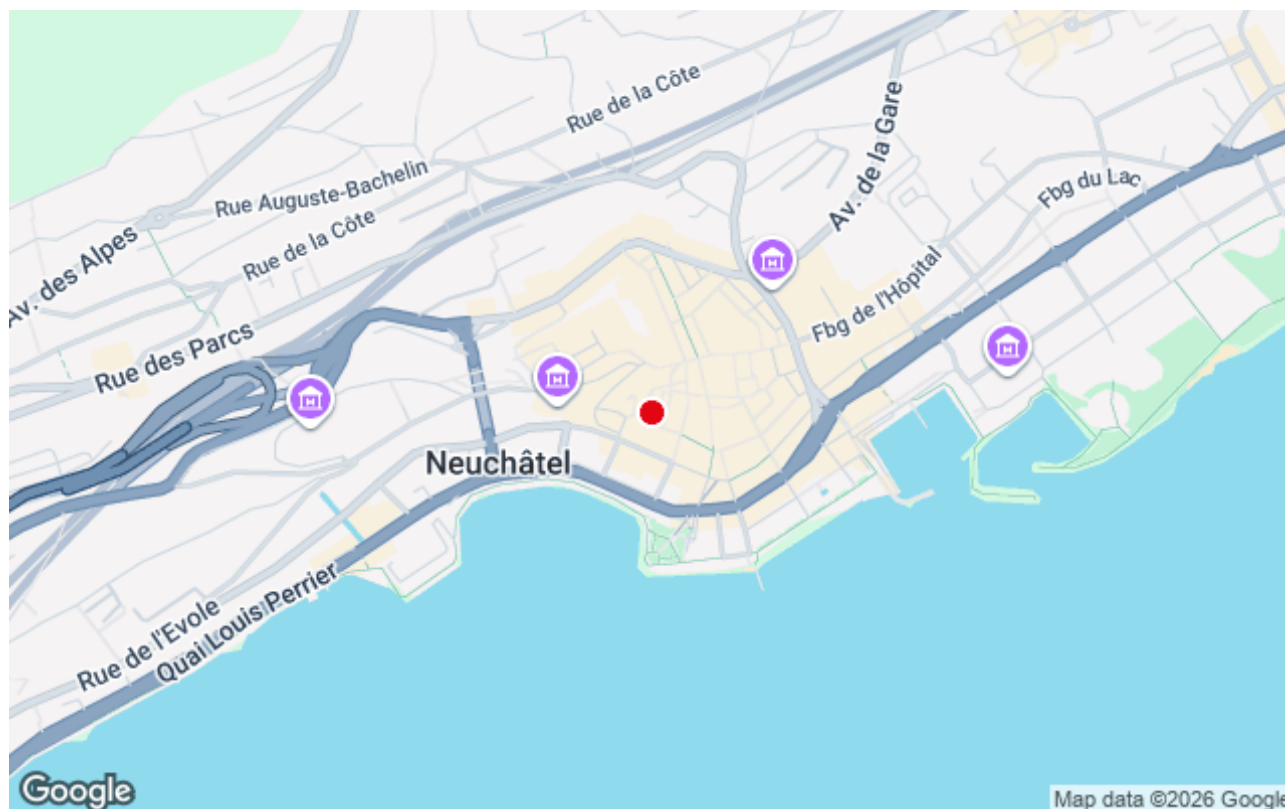 Rue de la Côte
Av. de la Gare
Rue Auguste-Bachelin
Fbg du Lac
Rue de la Côte
Av. des Alpes
Fbg de l'Hôpital
Rue des Parcs
Neuchâtel
Rue de l'Evole
Quai Louis Perrier
Google
Map data ©2026 Google